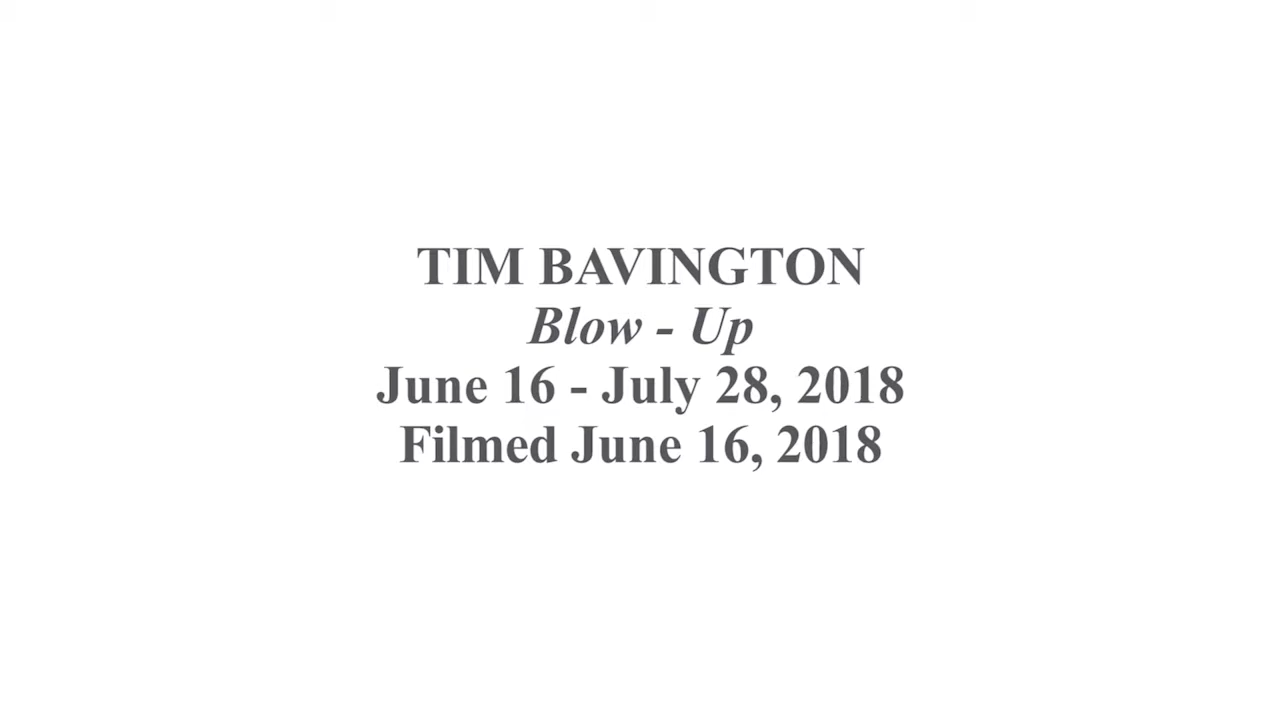 TIM BAVINGTON
Blow - Up
June 16 - July 28, 2018
Filmed June 16, 2018